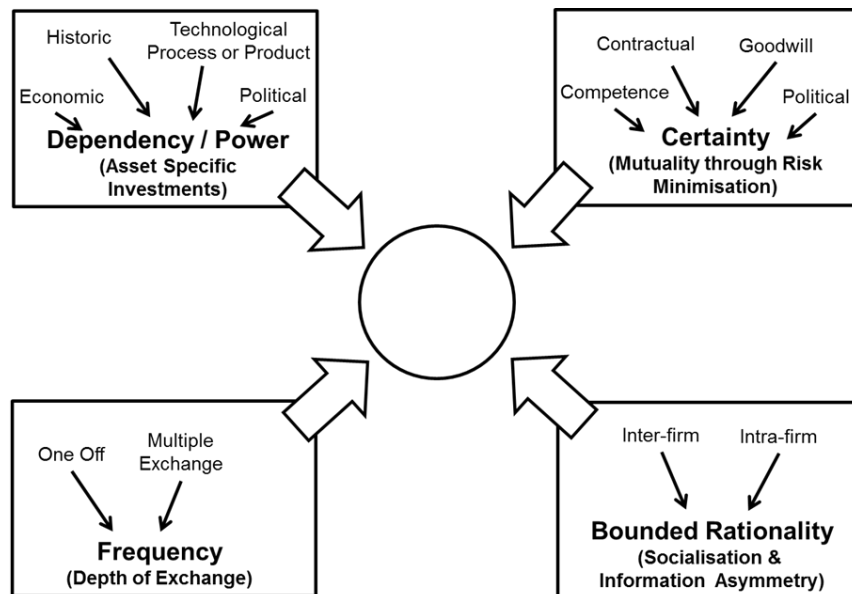 Historic
Technological
Process or Product
Economic
Political
Dependency / Power
(Asset Specific
Investments)
Contractual
Goodwill
Competence
Political
Certainty
(Mutuality through Risk
Minimisation)
One Off
Multiple
Exchange
Frequency
(Depth of Exchange)
Inter-firm
Intra-firm
Bounded Rationality
(Socialisation &
Information Asymmetry)